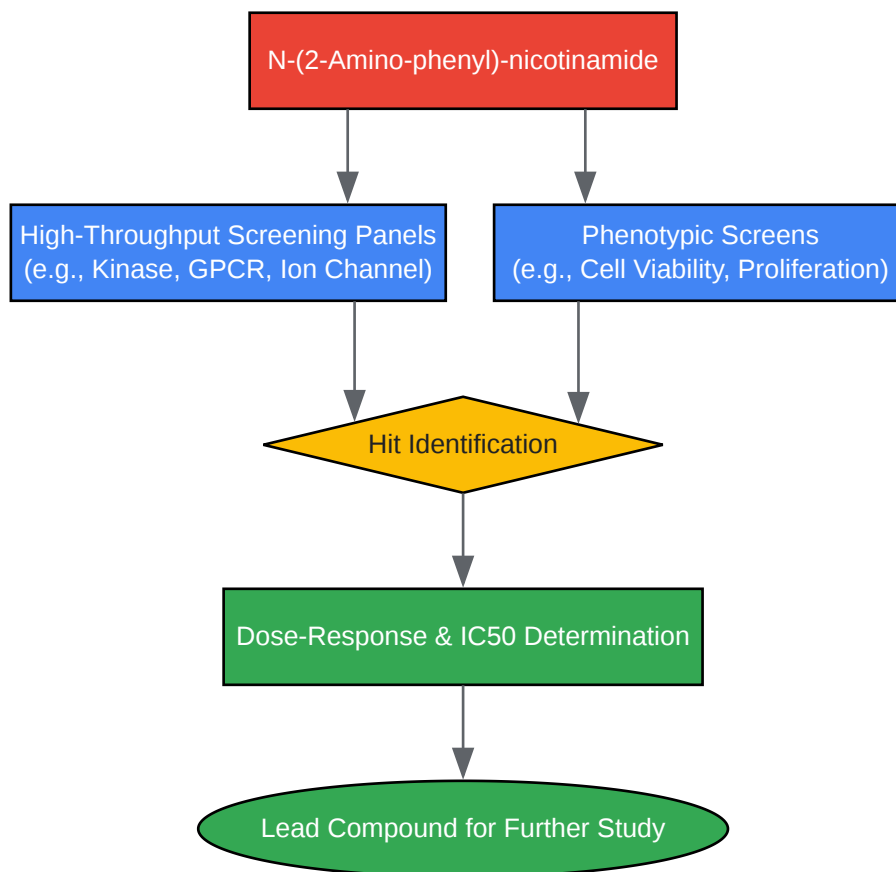 N-(2-Amino-phenyl)-nicotinamide
High-Throughput Screening Panels
(e.g., Kinase, GPCR, Ion Channel)
Phenotypic Screens
(e.g., Cell Viability, Proliferation)
Hit Identification
Dose-Response & IC50 Determination
Lead Compound for Further Study